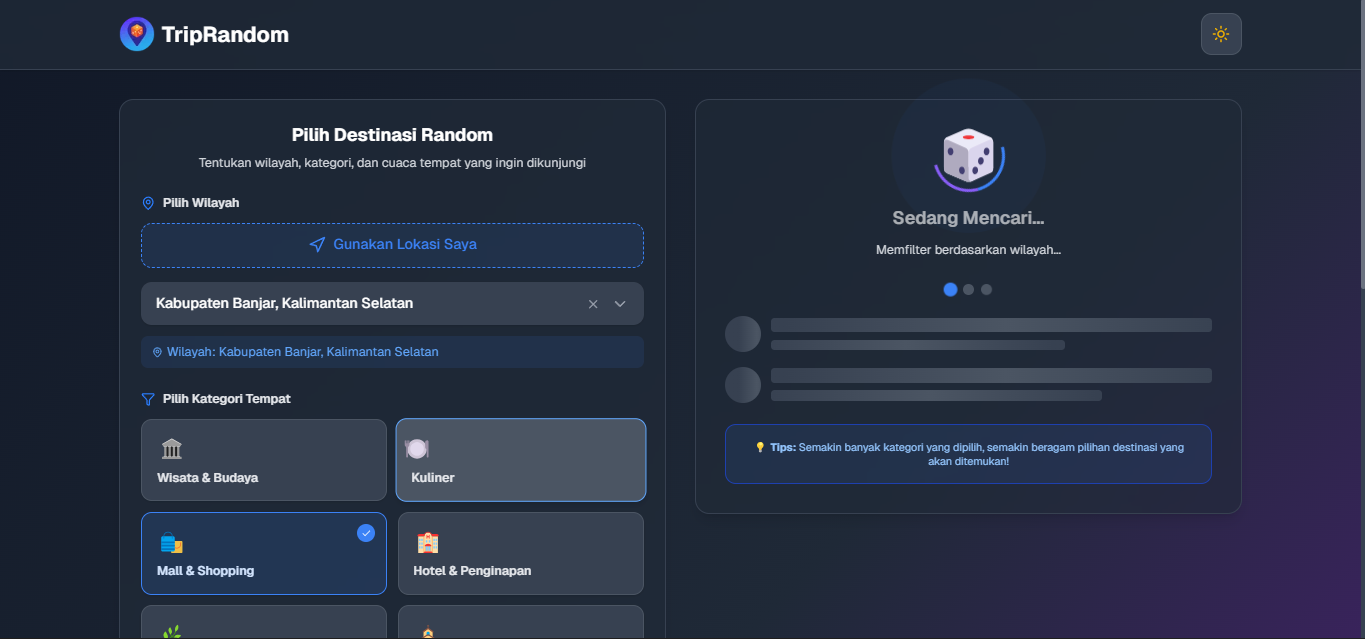 TripRandom
Pilih Destinasi Random
Tentukan wilayah, kategori, dan cuaca tempat yang ingin dikunjungi
Pilih Wilayah
Gunakan Lokasi Saya
Kabupaten Banjar, Kalimantan Selatan
Wilayah: Kabupaten Banjar, Kalimantan Selatan
Pilih Kategori Tempat
Wisata & Budaya
Kuliner
Mall & Shopping
Hotel & Penginapan
Sedang Mencari...
Memfilter berdasarkan wilayah...
Tips: Semakin banyak kategori yang dipilih, semakin beragam pilihan destinasi yang
akan ditemukan!